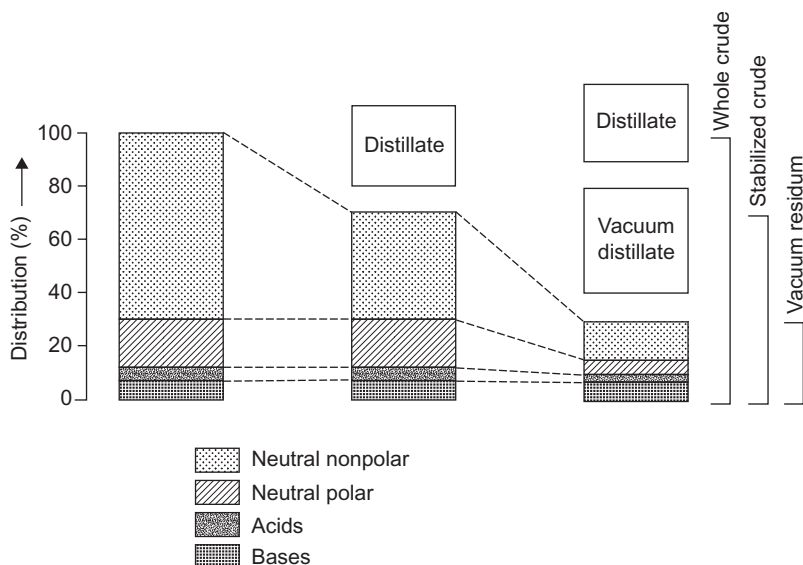 Distribution (%)
100
80
60
40
20
0
Distillate
Distillate
Vacuum
distillate
Whole crude
Stabilized crude
Vacuum residum
Neutral nonpolar
Neutral polar
Acids
Bases